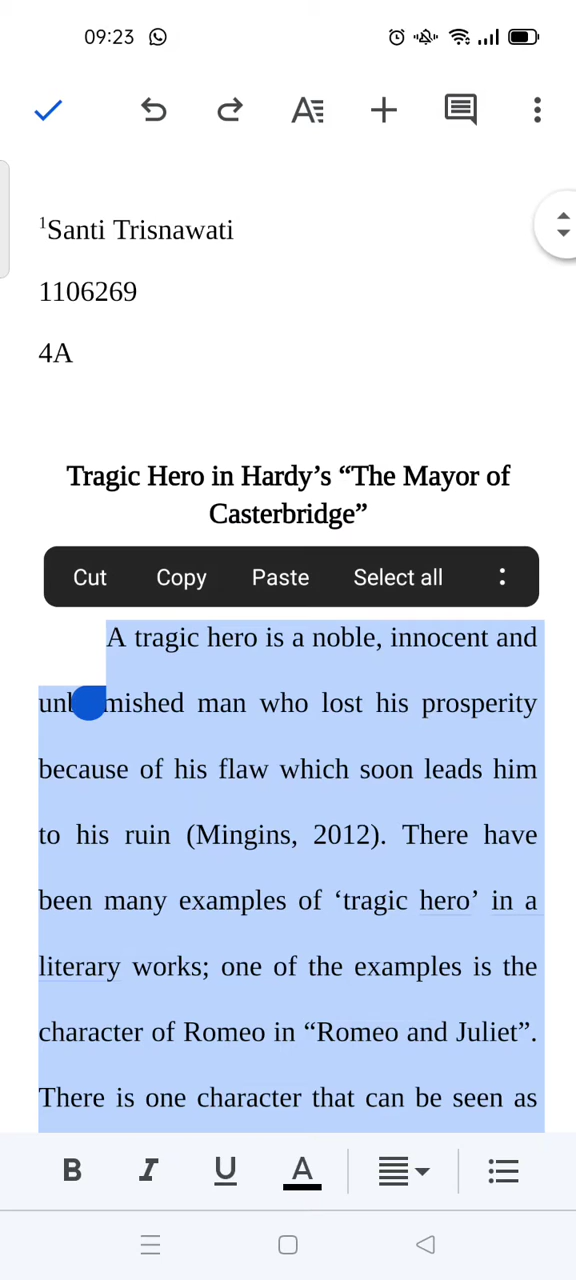 09:23
1Santi Trisnawati
1106269
4A
Tragic Hero in Hardy’s “The Mayor of
Casterbridge”
Cut Copy Paste Select all
A tragic hero is a noble, innocent and
man who lost his prosperity
because of his flaw which soon leads him
to his ruin (Mingins, 2012). There have
been many examples of ‘tragic hero’ in a
literary works; one of the examples is the
character of Romeo in “Romeo and Juliet”.
There is one character that can be seen as
B I U A